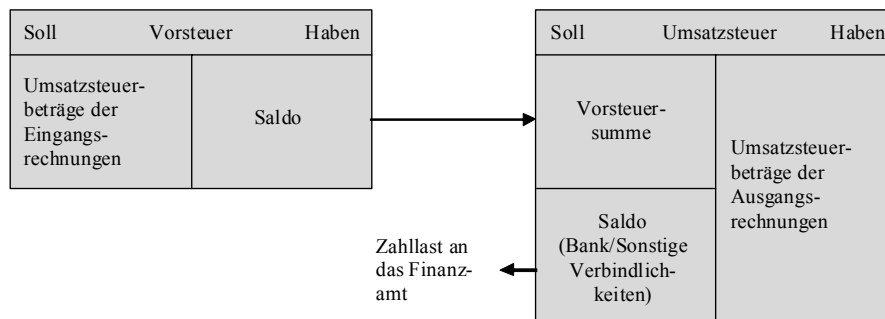 Soll Vorsteuer Haben
Umsatzsteuer-
beträge der
Eingangs-
rechnungen
Saldo
Soll Umsatzsteuer Haben
Vorsteuer-
summe
Umsatzsteuer-
beträge der
Ausgangs-
rechnungen
Saldo
(Bank/Sonstige
Verbindlich-
keiten)
Zahllast an
das Finanz-
amt